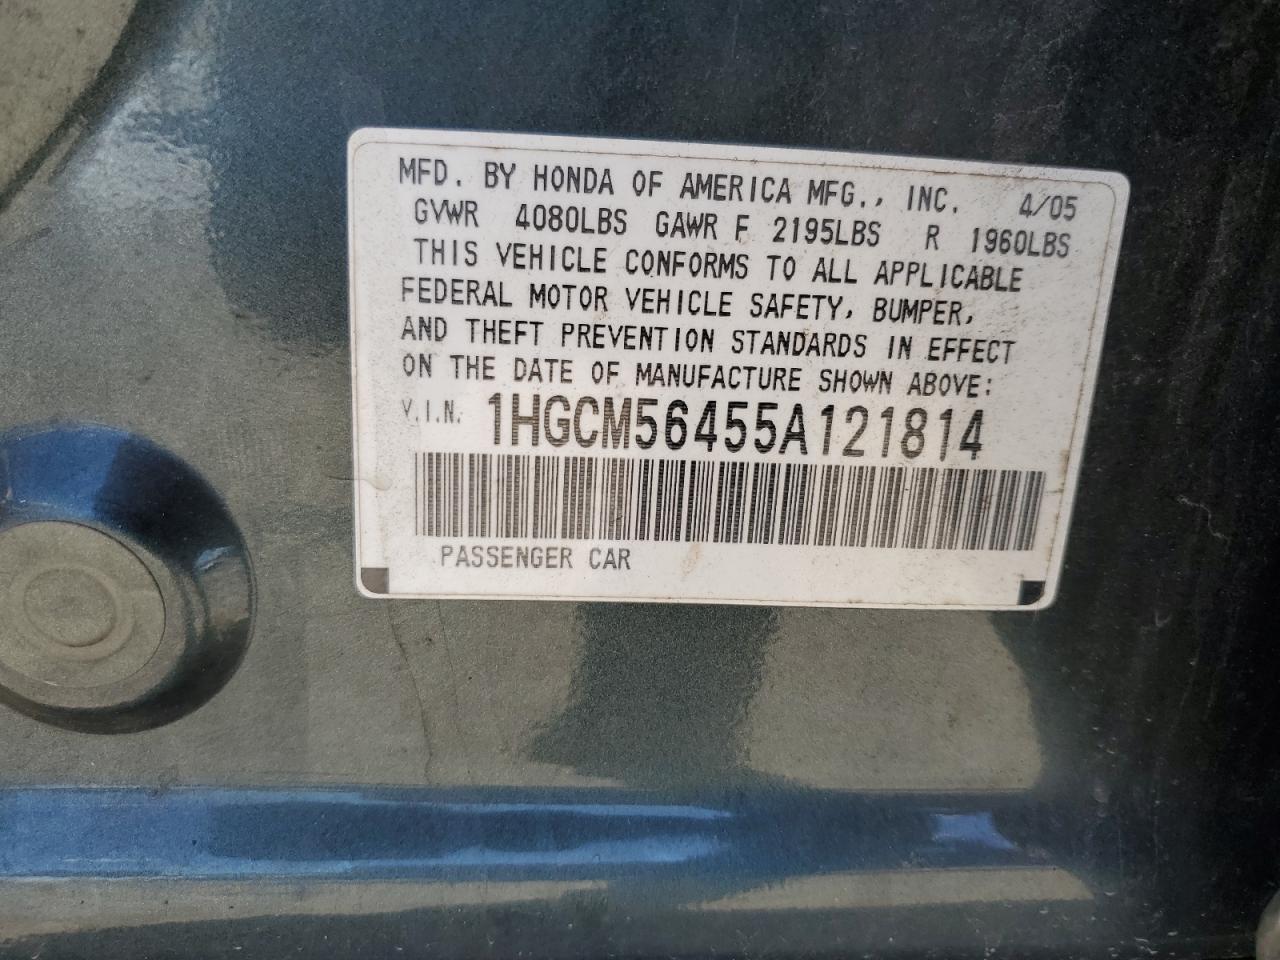 MFD. BY HONDA OF AMERICA MFG., INC. 4/05
GVWR 4080LBS GAWR F 2195LBS R 1960LBS
THIS VEHICLE CONFORMS TO ALL APPLICABLE
FEDERAL MOTOR VEHICLE SAFETY, BUMPER,
AND THEFT PREVENTION STANDARDS IN EFFECT
ON THE DATE OF MANUFACTURE SHOWN ABOVE:
V.I.N. 1HGCM56455A121814
PASSENGER CAR